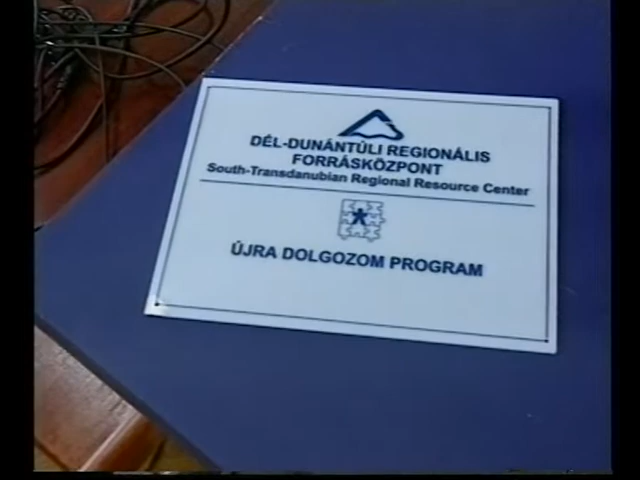 DÉL-DUNÁNTÚLI REGIONÁLIS
FORRÁSKÖZPONT
South-Transdanubian Regional Resource Center
ÚJRA DOLGOZOM PROGRAM